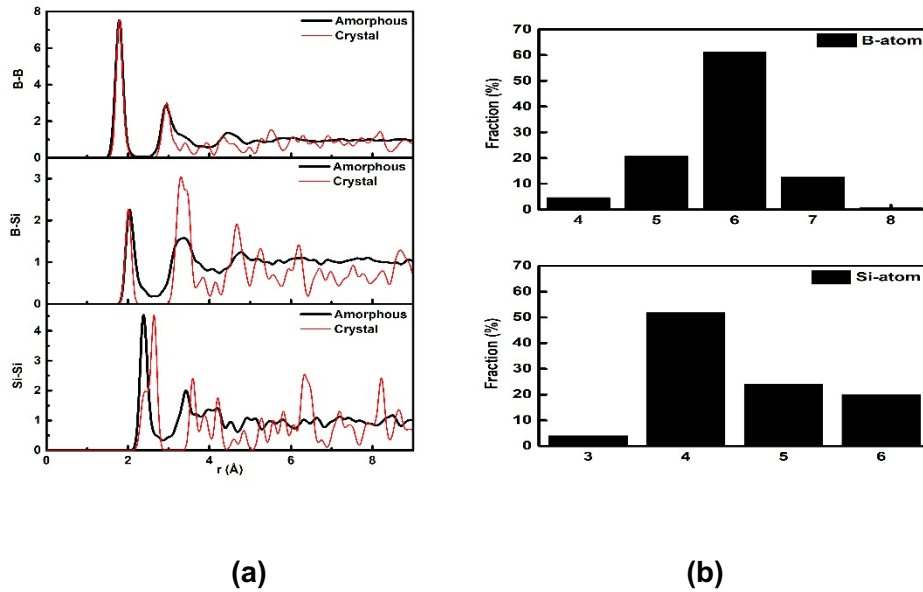 Amorphous
Crystal
8
6
4
2
0
B-B
Amorphous
Crystal
3
2
1
0
B-Si
Amorphous
Crystal
4
3
2
1
0
Si-Si
0 2 4 6 8
r (Å)
(a)
B-atom
70
60
50
40
30
20
10
0
Fraction (%)
4 5 6 7 8
Si-atom
70
60
50
40
30
20
10
0
Fraction (%)
3 4 5 6
(b)